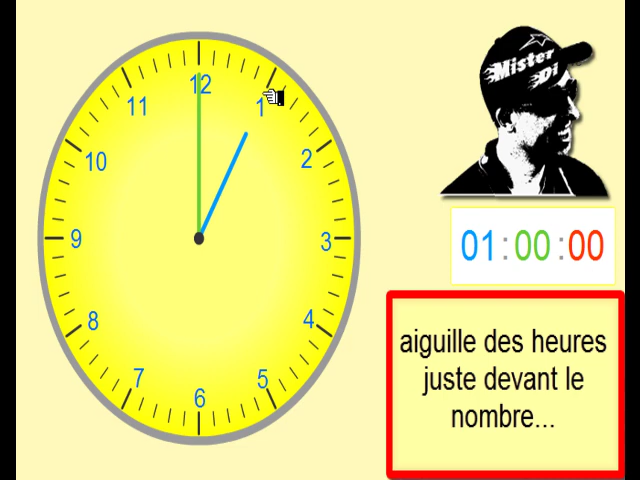 12
11
1
10
2
9
3
8
4
7
5
6
Mister
Di
01:00:00
aiguille des heures
juste devant le
nombre...